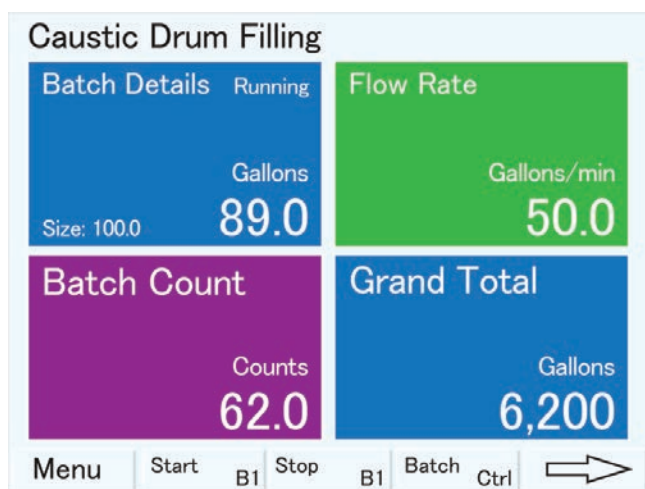 Caustic Drum Filling
Batch Details Running
Gallons
Size: 100.0 89.0
Flow Rate
Gallons/min
50.0
Batch Count
Counts
62.0
Grand Total
Gallons
6,200
Menu Start B1 Stop B1 Batch Ctrl